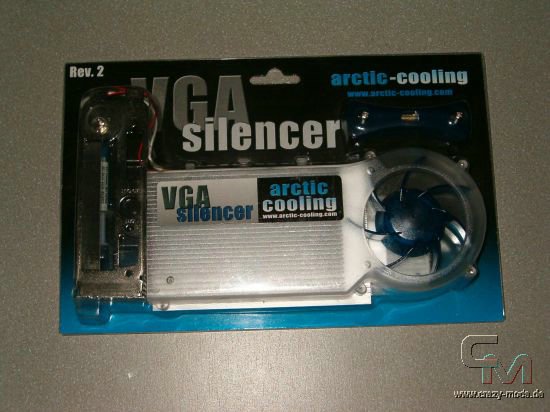 Rev. 2
VGA
silencer
arctic-cooling
www.arctic-cooling.com
VGA
silencer
arctic
cooling
www.arctic-cooling.com
CM
www.crazy-mods.de